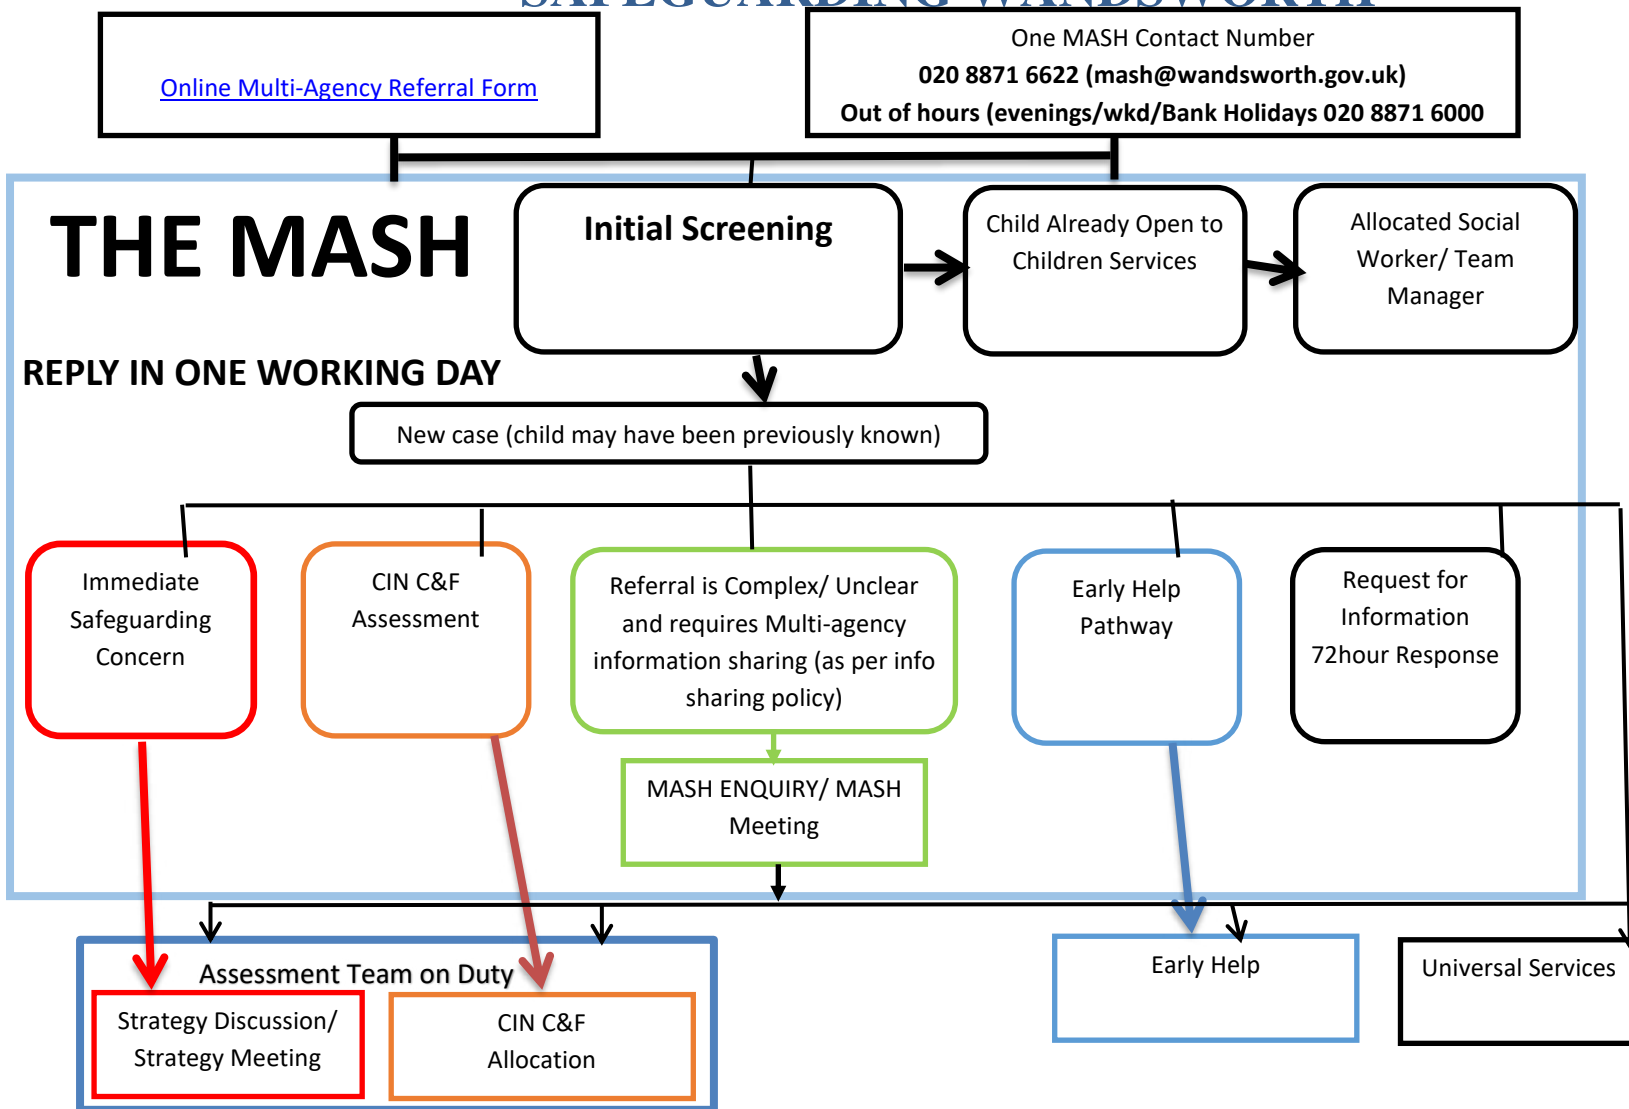 SAFEGUARDING WANDSWORTH
Online Multi-Agency Referral Form
One MASH Contact Number
020 8871 6622 (mash@wandsworth.gov.uk)
Out of hours (evenings/wkd/Bank Holidays 020 8871 6000
THE MASH
Initial Screening
Child Already Open to
Children Services
Allocated Social
Worker/ Team
Manager
REPLY IN ONE WORKING DAY
New case (child may have been previously known)
Immediate
Safeguarding
Concern
CIN C&F
Assessment
Referral is Complex/ Unclear
and requires Multi-agency
information sharing (as per info
sharing policy)
Early Help
Pathway
Request for
Information
72hour Response
MASH ENQUIRY/ MASH
Meeting
Assessment Team on Duty
Strategy Discussion/
Strategy Meeting
CIN C&F
Allocation
Early Help
Universal Services